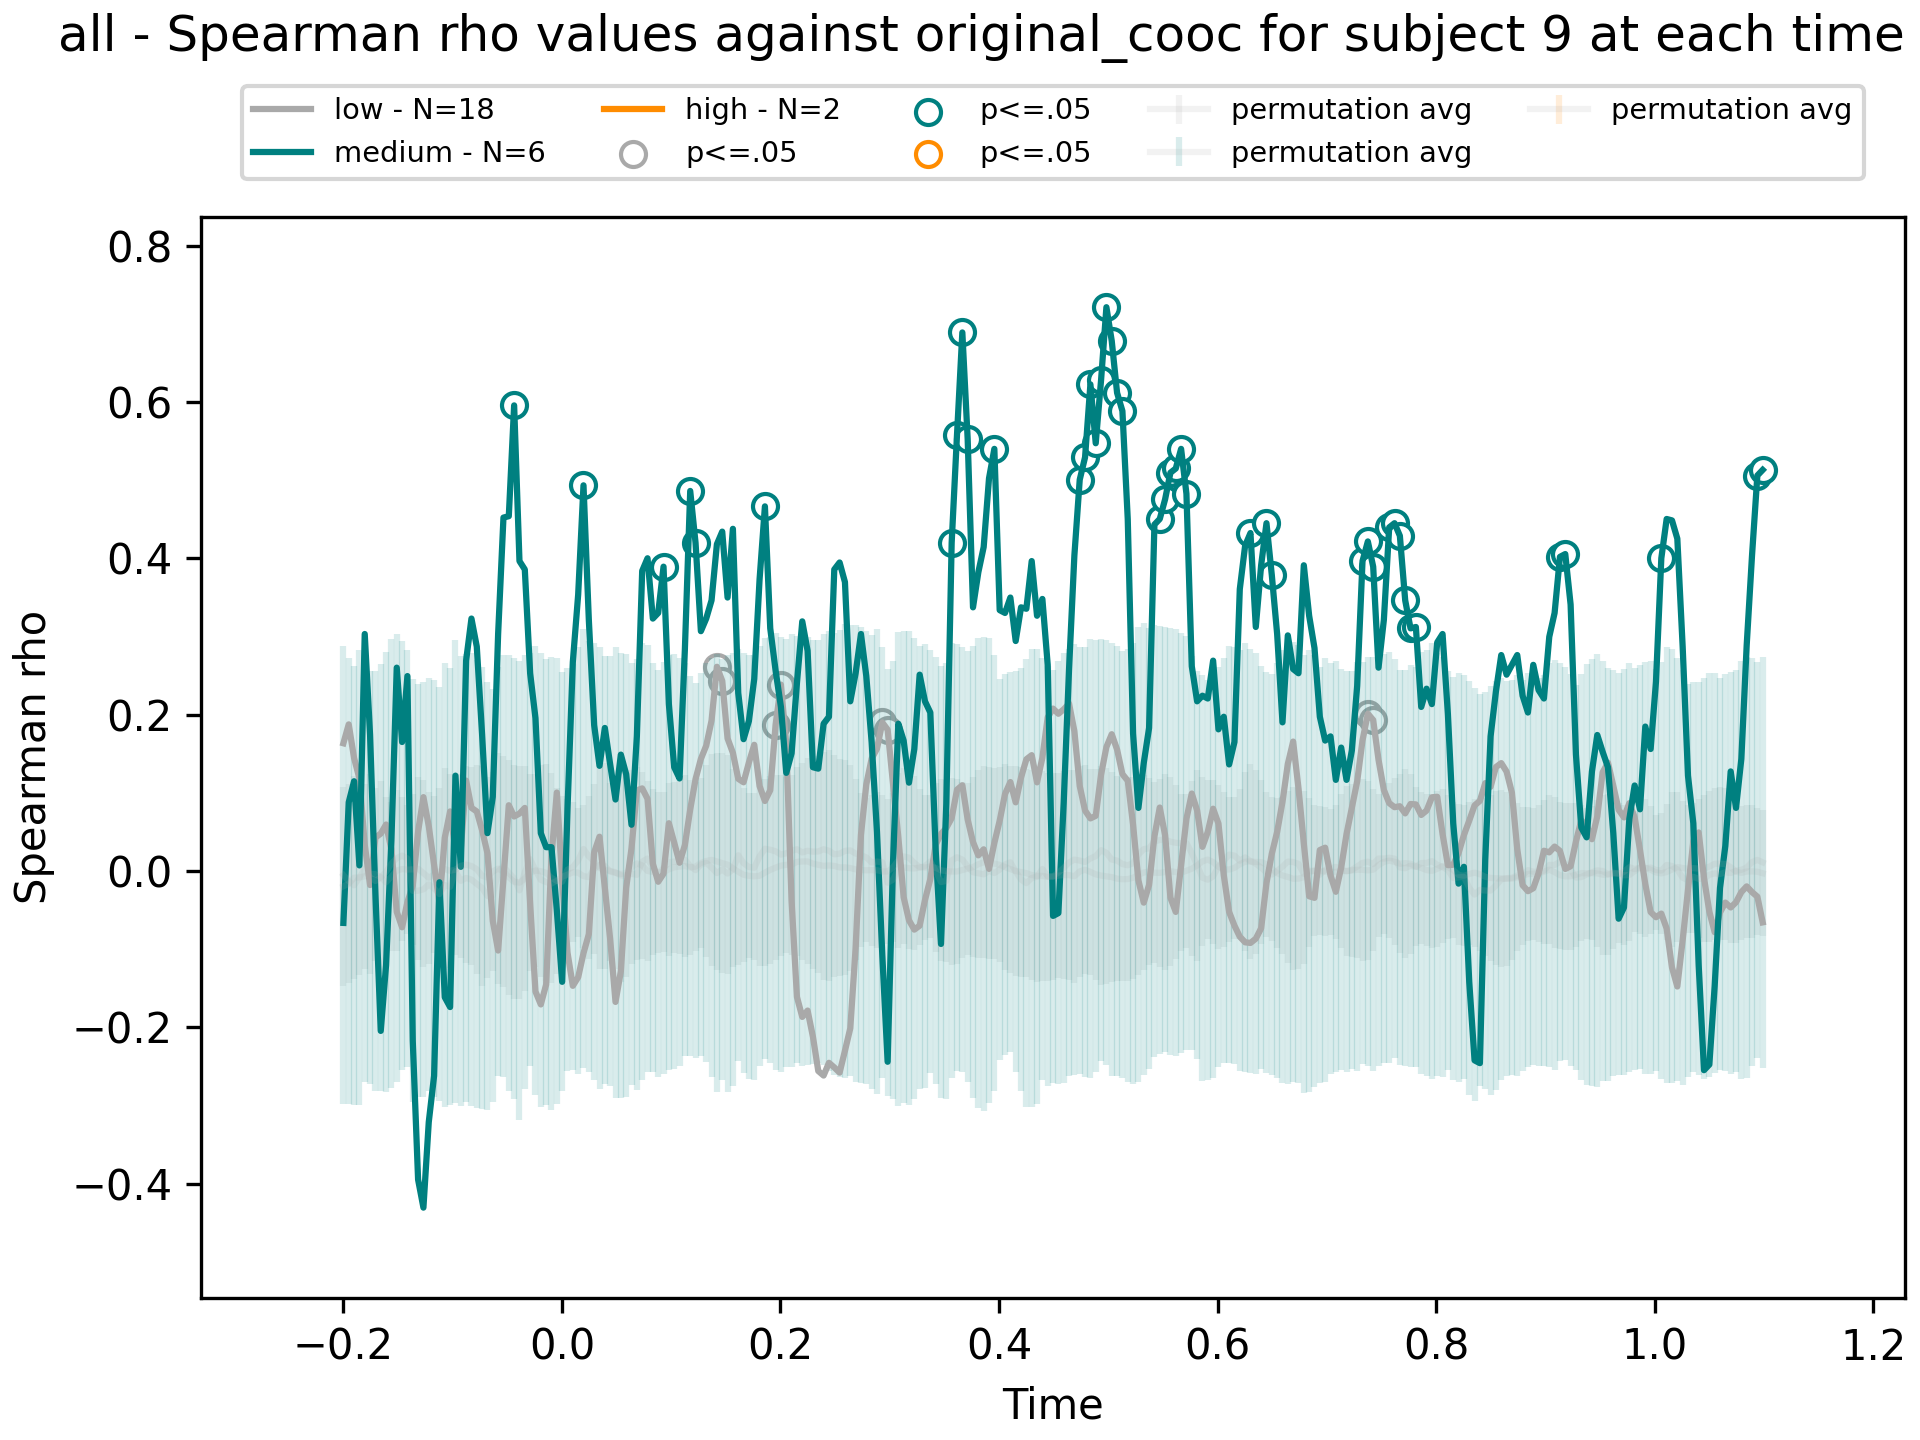 all - Spearman rho values against original_cooc for subject 9 at each time
low - N=18
medium - N=6
high - N=2
p<=.05
p<=.05
p<=.05
permutation avg
permutation avg
permutation avg
Spearman rho
0.8
0.6
0.4
0.2
0.0
−0.2
−0.4
−0.2 0.0 0.2 0.4 0.6 0.8 1.0 1.2
Time